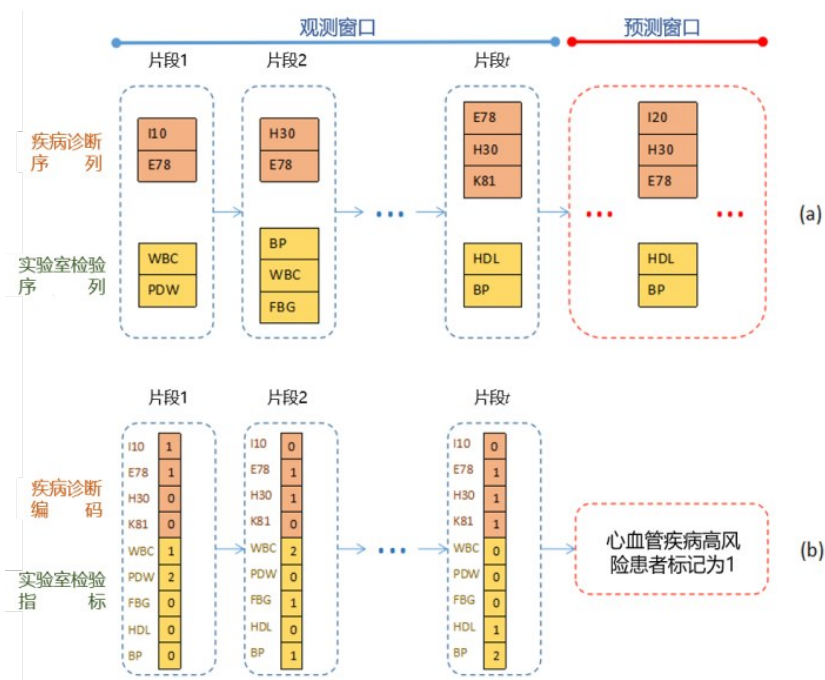 观测窗口
预测窗口
片段1
片段2
片段t
疾病诊断
序 列
I10
E78
H30
E78
E78
H30
K81
I20
H30
E78
... ... ...
(a)
实验室检验
序 列
WBC
PDW
BP
WBC
FBG
HDL
BP
HDL
BP
片段1
片段2
片段t
疾病诊断
编 码
实验室检验
指 标
I10 1
E78 1
H30 0
K81 0
WBC 1
PDW 2
FBG 0
HDL 0
BP 0
I10 0
E78 1
H30 1
K81 0
WBC 2
PDW 0
FBG 1
HDL 0
BP 1
...
I10 0
E78 1
H30 1
K81 1
WBC 0
PDW 0
FBG 0
HDL 1
BP 2
心血管疾病高风
险患者标记为1
(b)